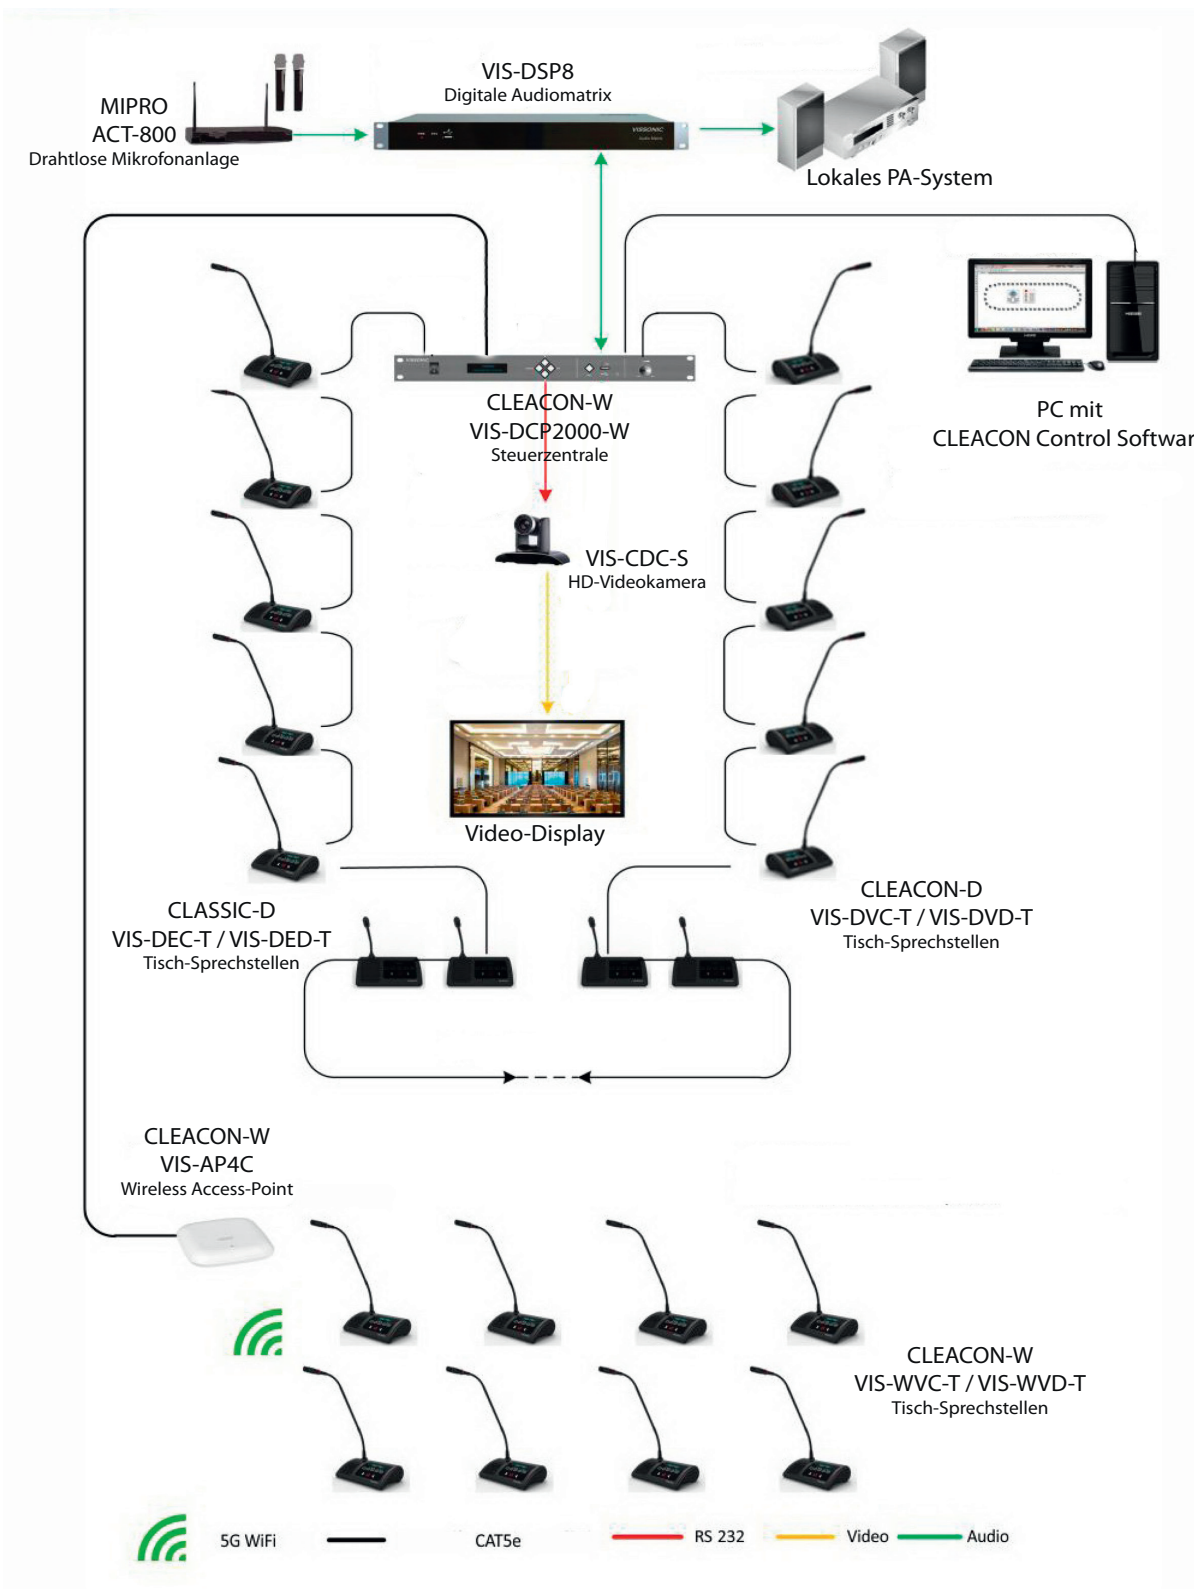 VIS-DSP8
Digitale Audiomatrix
MIPRO
ACT-800
Drahtlose Mikrofonanlage
VISSONIC
Lokales PA-System
VISSONIC
CLEACON-W
VIS-DCP2000-W
Steuerzentrale
PC mit
CLEACON Control Softwar
VIS-CDC-S
HD-Videokamera
Video-Display
CLASSIC-D
VIS-DEC-T / VIS-DED-T
Tisch-Sprechstellen
CLEACON-D
VIS-DVC-T / VIS-DVD-T
Tisch-Sprechstellen
CLEACON-W
VIS-AP4C
Wireless Access-Point
CLEACON-W
VIS-WVC-T / VIS-WVD-T
Tisch-Sprechstellen
5G WiFi
CAT5e
RS 232
Video
Audio